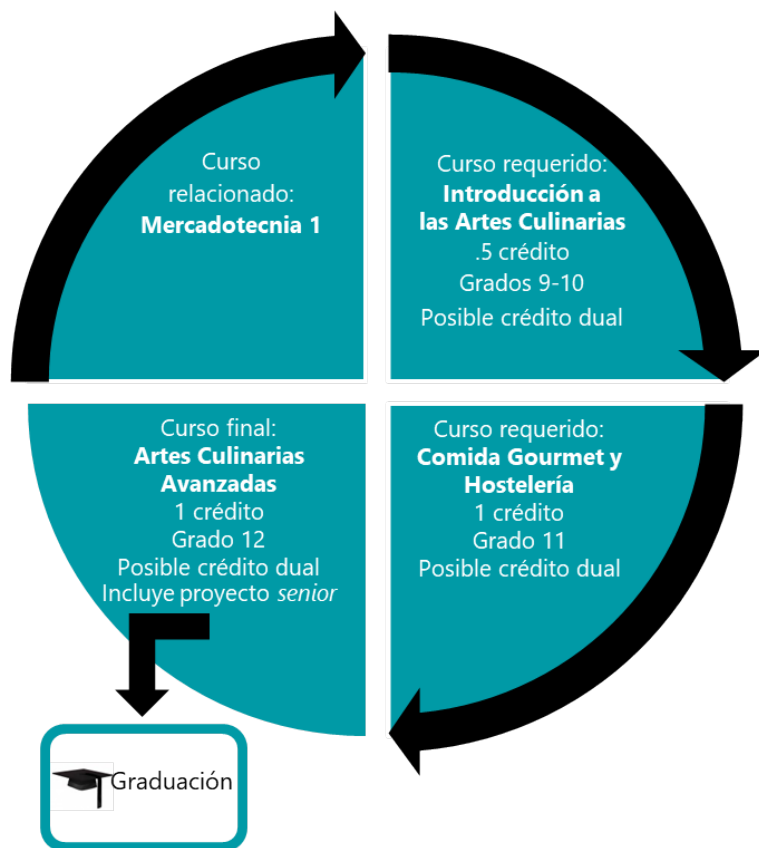 Curso
relacionado:
Mercadotecnia 1
Curso requerido:
Introducción a
las Artes Culinarias
.5 crédito
Grados 9-10
Posible crédito dual
Curso requerido:
Comida Gourmet y
Hostelería
1 crédito
Grado 11
Posible crédito dual
Curso final:
Artes Culinarias
Avanzadas
1 crédito
Grado 12
Posible crédito dual
Incluye proyecto senior
Graduación